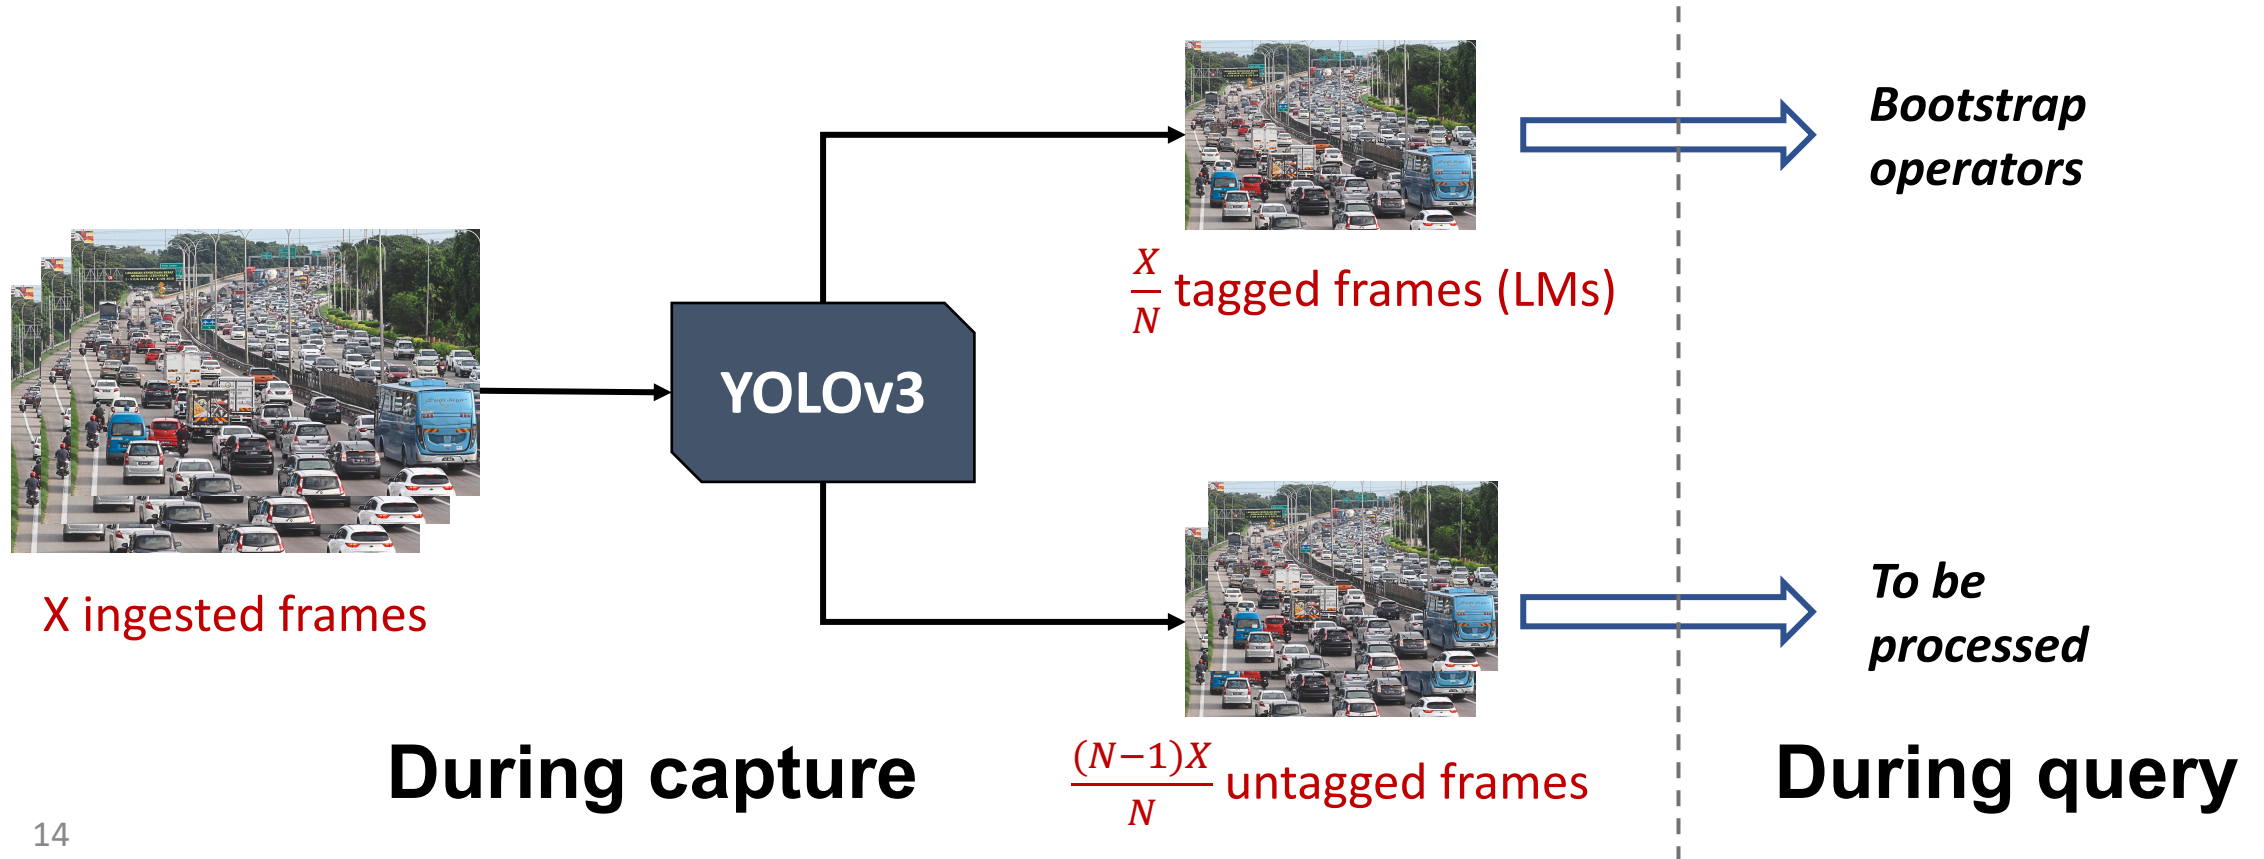 Bootstrap
operators
X/N tagged frames (LMs)
YOLOv3
X ingested frames
To be
processed
(N−1)X/N untagged frames
During capture
During query
14